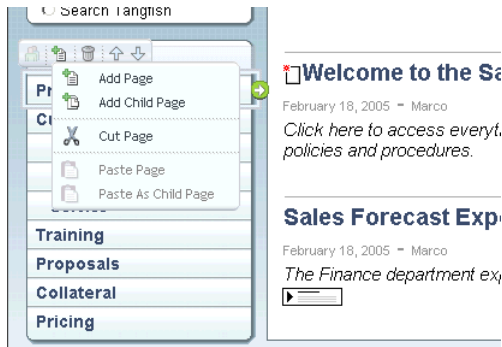 Search Tangfish
Add Page
Add Child Page
Cut Page
Paste Page
Paste As Child Page
Training
Proposals
Collateral
Pricing
Welcome to the Sa
February 18, 2005 - Marco
Click here to access everyt
policies and procedures.
Sales Forecast Exp
February 18, 2005 - Marco
The Finance department exp